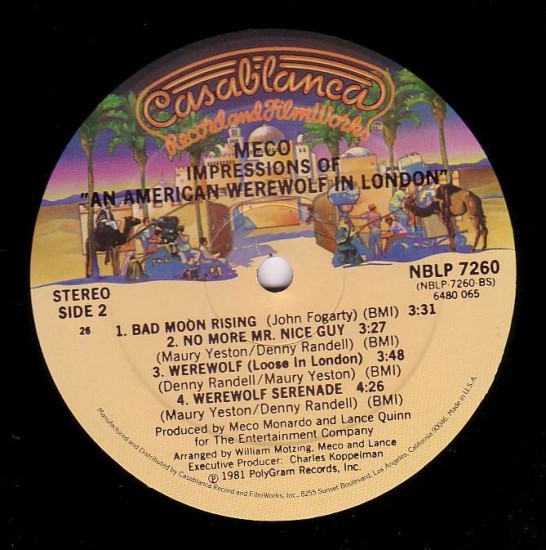 Casablanca
Record and FilmWorks
MECO
IMPRESSIONS OF
"AN AMERICAN WEREWOLF IN LONDON"
NBLP 7260
(NBLP-7260-BS)
6480 065
STEREO
SIDE 2
26
1. BAD MOON RISING (John Fogarty) (BMI) 3:31
2. NO MORE MR. NICE GUY 3:27
(Maury Yeston/Denny Randell) (BMI)
3. WEREWOLF (Loose In London) 3:48
(Denny Randell/Maury Yeston) (BMI)
4. WEREWOLF SERENADE 4:26
(Maury Yeston/Denny Randell) (BMI)
Produced by Meco Monardo and Lance Quinn
for The Entertainment Company
Arranged by William Motzing, Meco and Lance
Executive Producer: Charles Koppelman
℗ 1981 PolyGram Records, Inc.
Manufactured and Distributed by Casablanca Record and FilmWorks, Inc., 8255 Sunset Boulevard, Los Angeles, California 90046. Made in U.S.A.